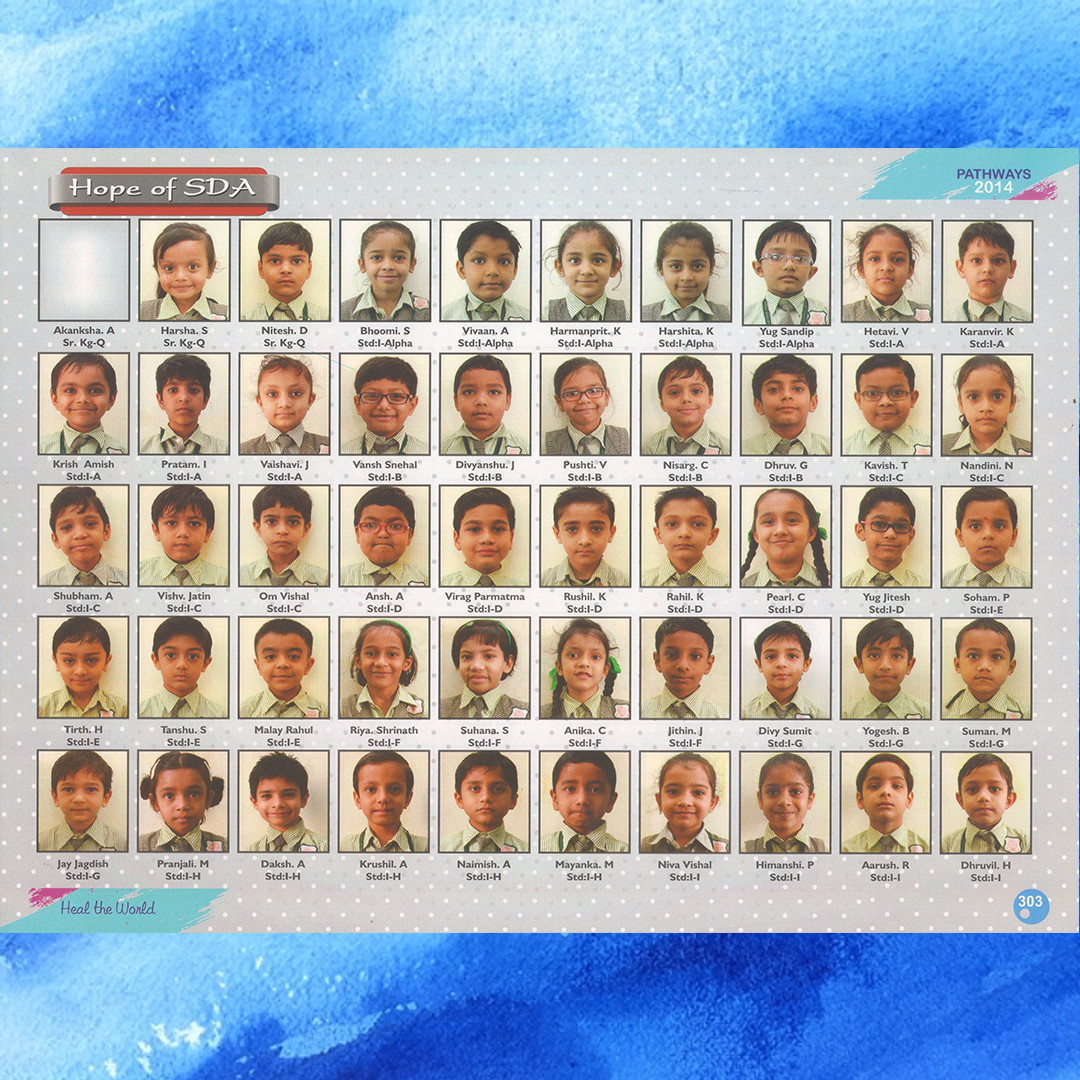 Hope of SDA
PATHWAYS
2014
Akanksha. A Harsha. S Nitesh. D Bhoomi. S Vivaan. A Harmanprit. K Harshita. K Yug Sandip Hetavi. V Karanvir. K
Sr. Kg-Q Sr. Kg-Q Sr. Kg-Q Std:I-Alpha Std:I-Alpha Std:I-Alpha Std:I-Alpha Std:I-Alpha Std:I-A Std:I-A
Krish Amish Pratam. I Vaishavi. J Vansh Snehal Divyanshu. J Pushti. V Nisarg. C Dhruv. G Kavish. T Nandini. N
Std:I-A Std:I-A Std:I-A Std:I-B Std:I-B Std:I-B Std:I-B Std:I-B Std:I-C Std:I-C
Shubham. A Vishv. Jatin Om Vishal Ansh. A Virag Parmatma Rushil. K Rahil. K Pearl. C Yug Jitesh Soham. P
Std:I-C Std:I-C Std:I-C Std:I-D Std:I-D Std:I-D Std:I-D Std:I-D Std:I-D Std:I-E
Tirth. H Tanshu. S Malay Rahul Riya. Shrinath Suhana. S Anika. C Jithin. J Divy Sumit Yogesh. B Suman. M
Std:I-E Std:I-E Std:I-E Std:I-F Std:I-F Std:I-F Std:I-F Std:I-G Std:I-G Std:I-G
Jay Jagdish Pranjali. M Daksh. A Krushil. A Naimish. A Mayanka. M Niva Vishal Himanshi. P Aarush. R Dhruvil. H
Std:I-G Std:I-H Std:I-H Std:I-H Std:I-H Std:I-H Std:I-I Std:I-I Std:I-I Std:I-I
Heal the World
303